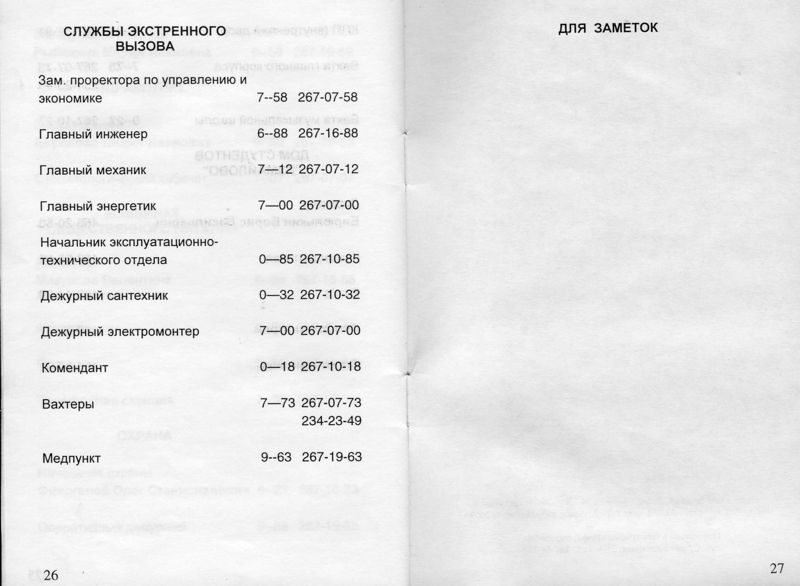 СЛУЖБЫ ЭКСТРЕННОГО
ВЫЗОВА
Зам. проректора по управлению и
экономике 7--58 267-07-58
Главный инженер 6--88 267-16-88
Главный механик 7—12 267-07-12
Главный энергетик 7—00 267-07-00
Начальник эксплуатационно-
технического отдела 0—85 267-10-85
Дежурный сантехник 0—32 267-10-32
Дежурный электромонтер 7—00 267-07-00
Комендант 0—18 267-10-18
Вахтеры 7—73 267-07-73
234-23-49
Медпункт 9--63 267-19-63
26
ДЛЯ ЗАМЕТОК
27